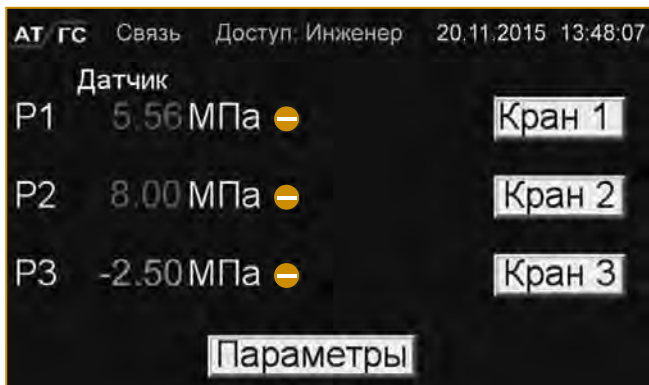 АТ/ГС Связь Доступ: Инженер 20.11.2015 13:48:07
Датчик
P1 5.56 МПа Кран 1
P2 8.00 МПа Кран 2
P3 -2.50 МПа Кран 3
Параметры